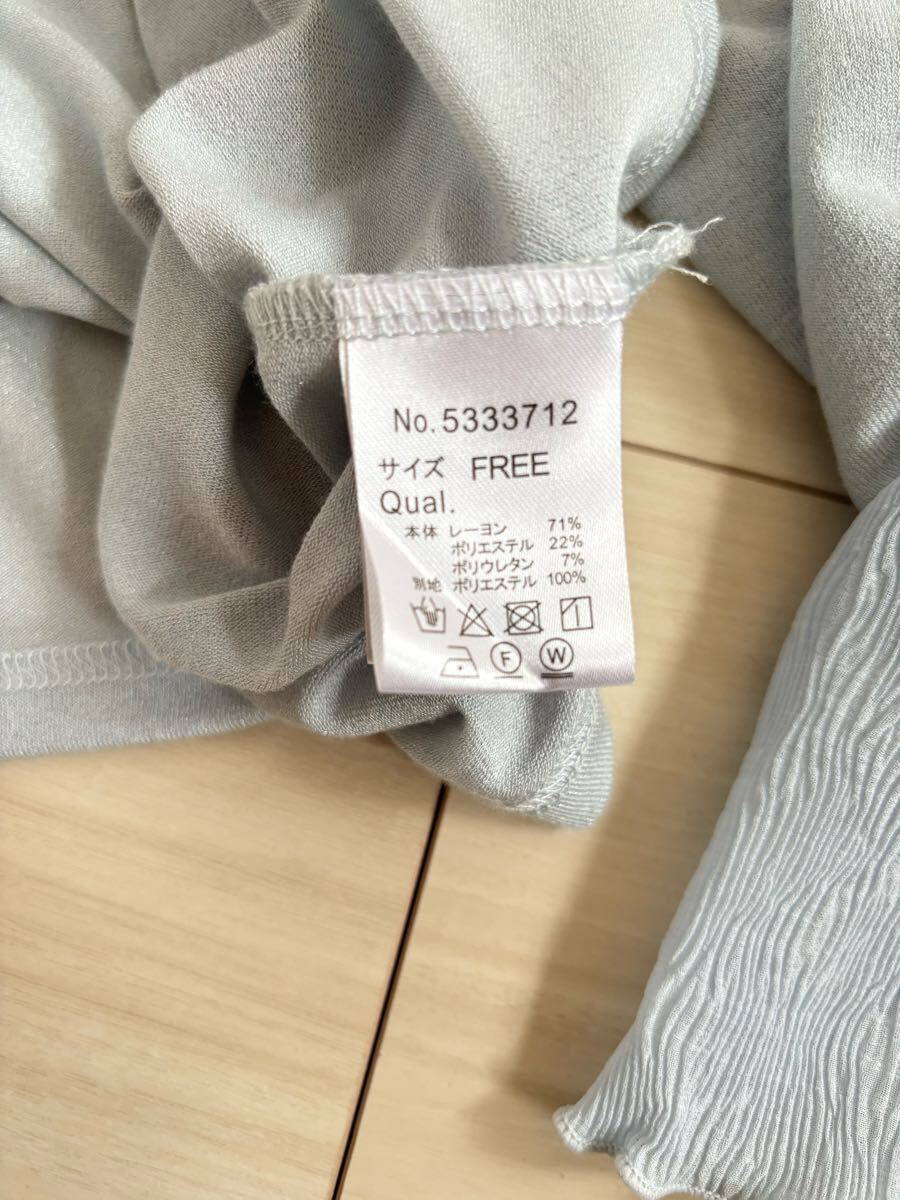 No.5333712
サイズ FREE
Qual.
本体 レーヨン 71%
ポリエステル 22%
ポリウレタン 7%
別地 ポリエステル 100%
F W